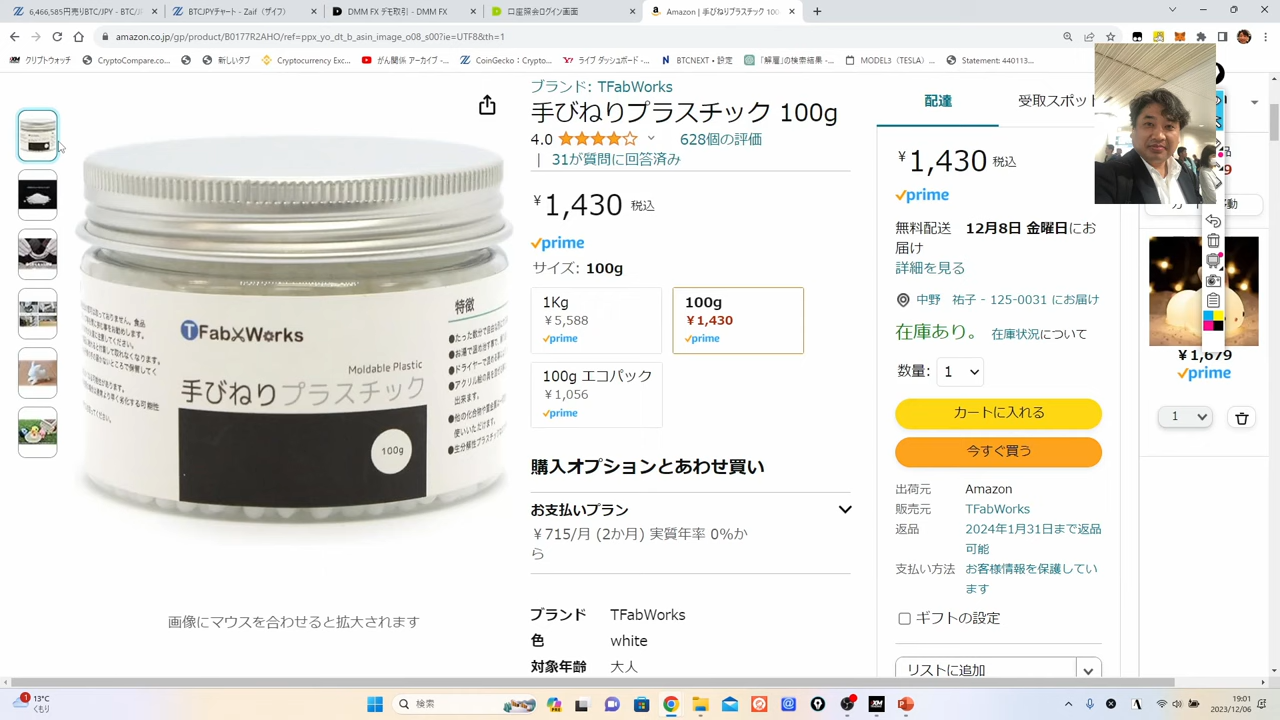 6,466,585円売り/BTC/JPY - BTC/
BTCJPYチャート - Zaif（ザイフ）
DMM FX デモ取引 - DMM FX
口座照会ログイン画面
Amazon | 手びねりプラスチック 100
amazon.co.jp/gp/product/B0177R2AHO/ref=ppx_yo_dt_b_asin_image_o08_s00?ie=UTF8&th=1
クリプトウォッチ
CryptoCompare.co...
新しいタブ
Cryptocurrency Exc...
がん関係 アーカイブ -...
CoinGecko：Crypto...
ライブ ダッシュボード -...
BTCNEXT • 設定
「解雇」の検索結果 -...
MODEL3（TESLA）...
Statement: 440113...
ブランド: TFabWorks
手びねりプラスチック 100g
4.0
628個の評価
| 31が質問に回答済み
¥1,430 税込
prime
サイズ: 100g
1Kg
¥5,588
prime
100g
¥1,430
prime
100g エコパック
¥1,056
prime
購入オプションとあわせ買い
お支払いプラン
¥715/月 (2か月) 実質年率 0%か
ら
ブランド TFabWorks
色 white
対象年齢 大人
TFabWorks
Moldable Plastic
手びねりプラスチック
100g
特徴
画像にマウスを合わせると拡大されます
配達
受取スポット
¥1,430 税込
prime
無料配送 12月8日 金曜日にお
届け
詳細を見る
中野 祐子 - 125-0031 にお届け
在庫あり。 在庫状況について
数量: 1
カートに入れる
今すぐ買う
出荷元 Amazon
販売元 TFabWorks
返品 2024年1月31日まで返品
可能
支払い方法 お客様情報を保護してい
ます
ギフトの設定
リストに追加
¥1,679
prime
1
1
13°C
くもり
検索
19:01
2023/12/06